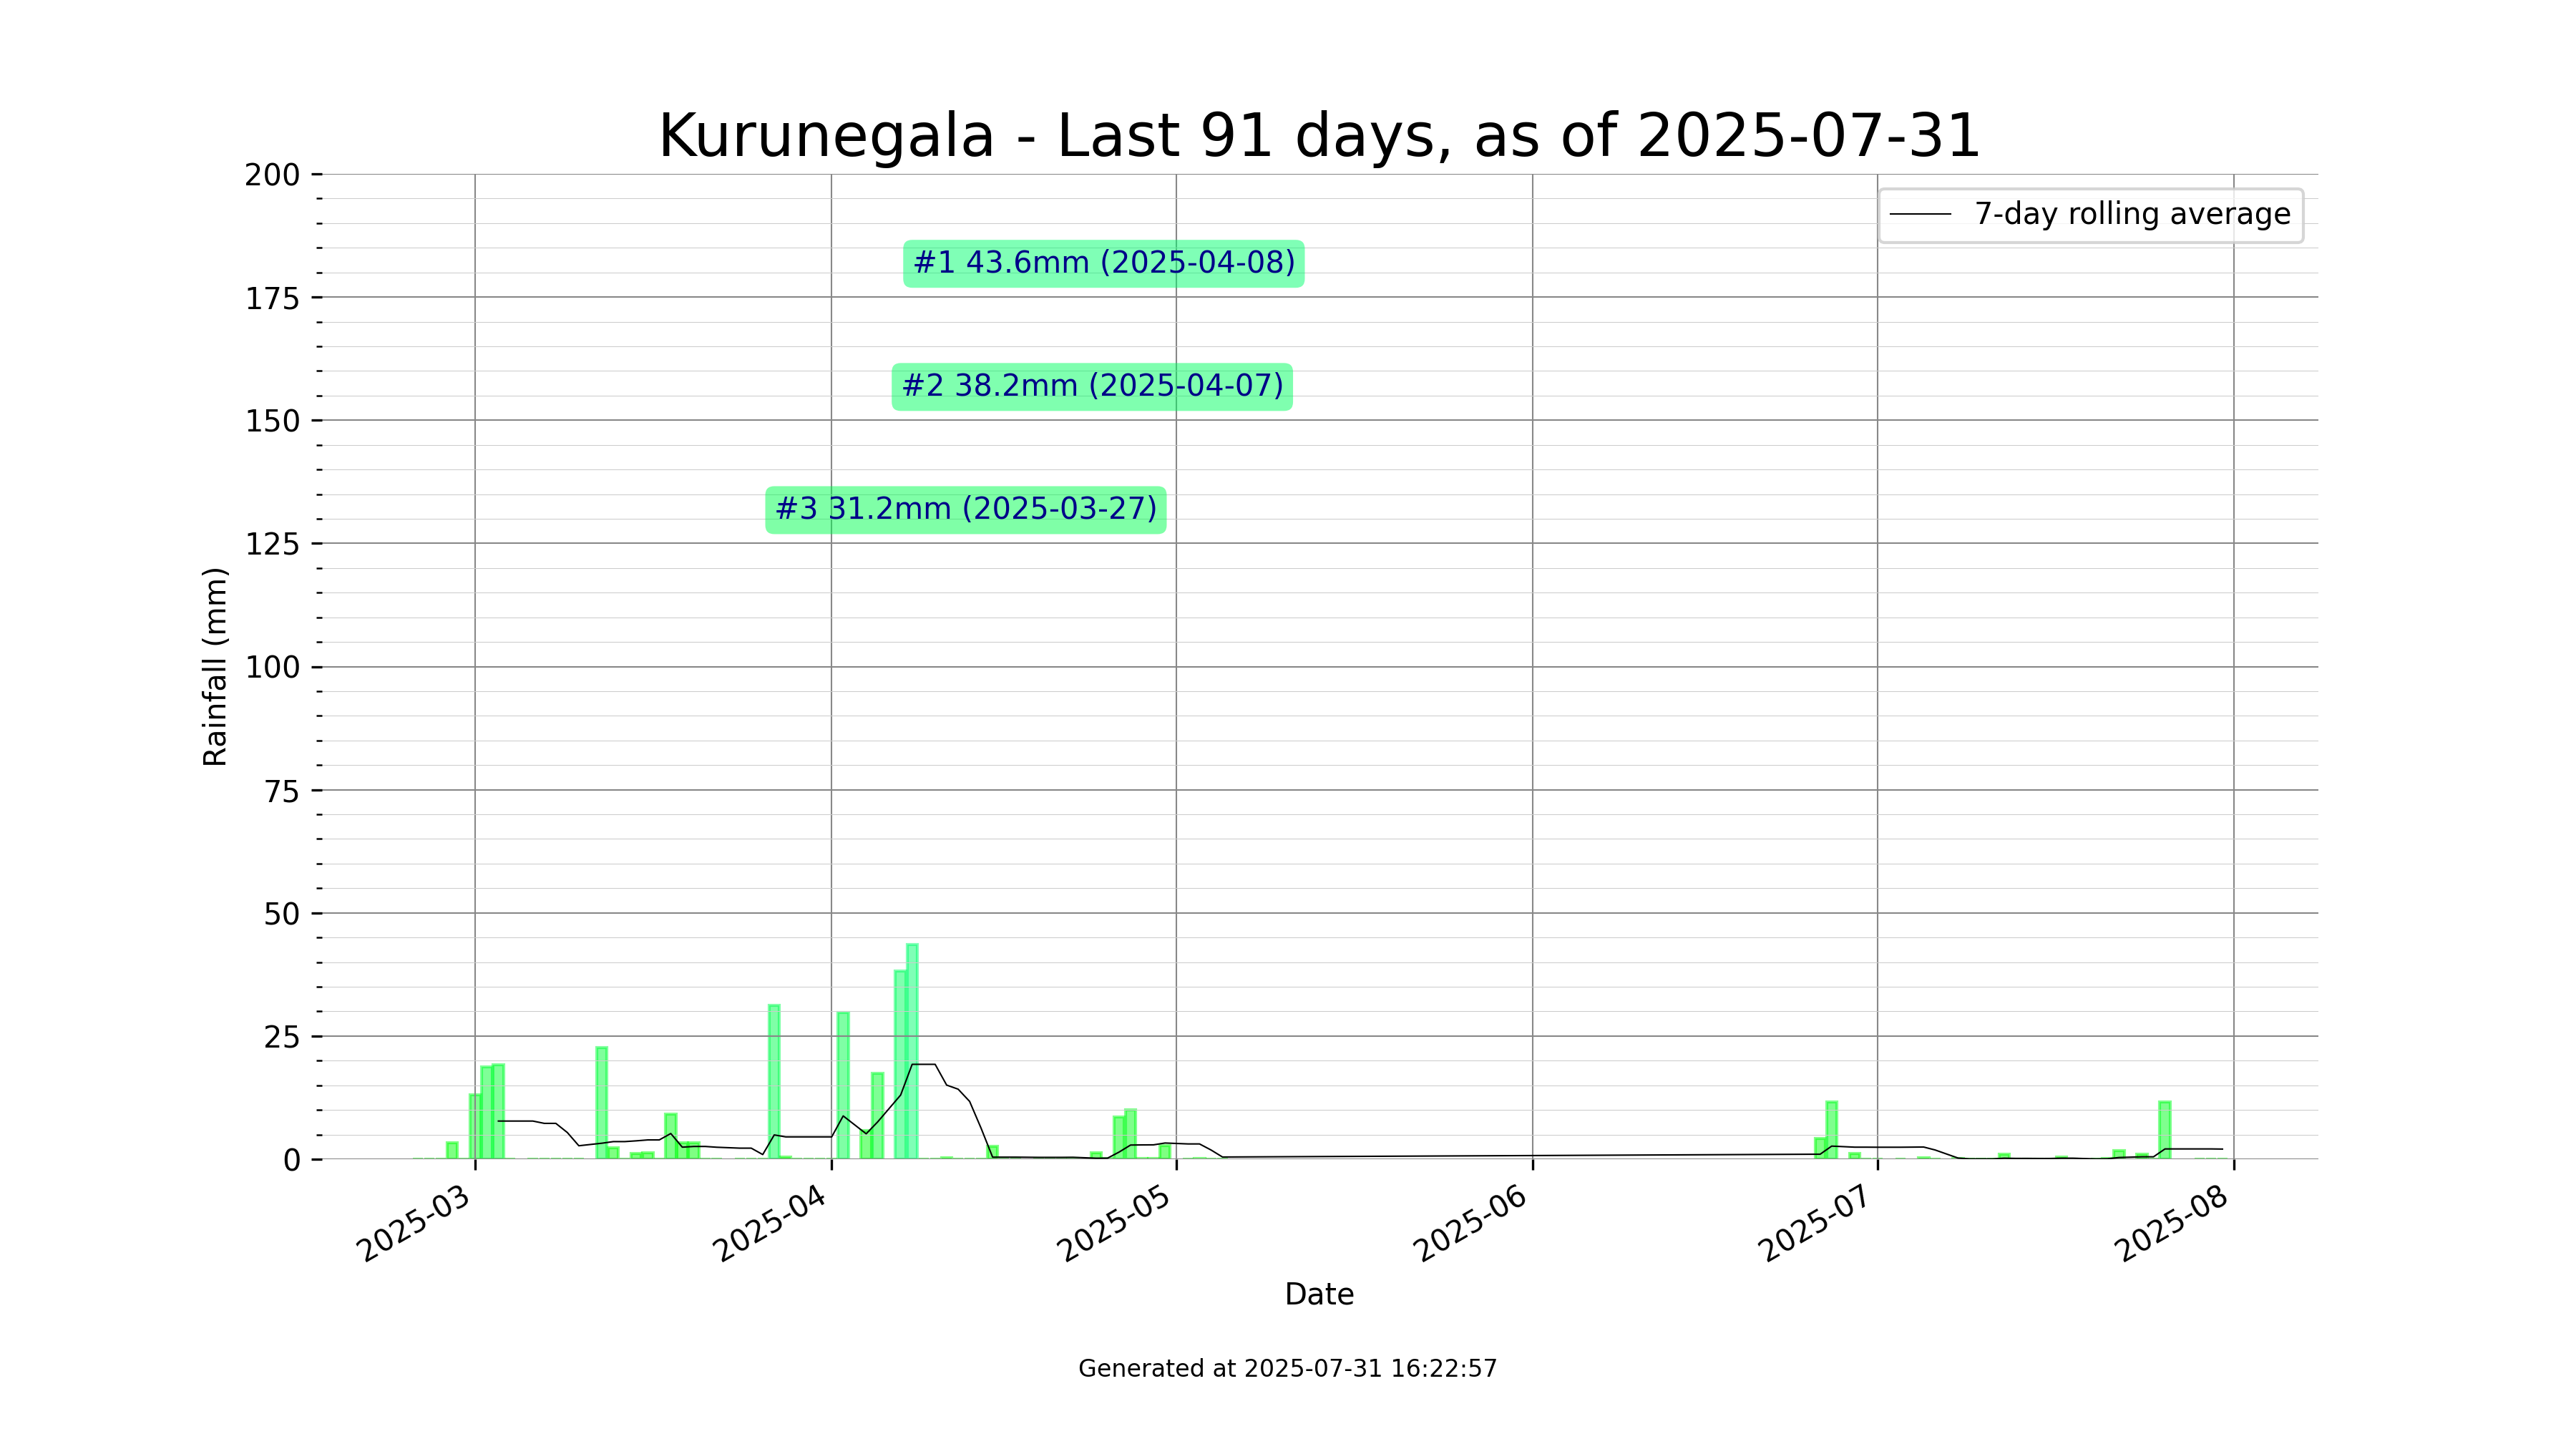 Kurunegala - Last 91 days, as of 2025-07-31
200
175
150
125
100
75
50
25
0
Rainfall (mm)
7-day rolling average
#1 43.6mm (2025-04-08)
#2 38.2mm (2025-04-07)
#3 31.2mm (2025-03-27)
2025-03
2025-04
2025-05
2025-06
2025-07
2025-08
Date
Generated at 2025-07-31 16:22:57